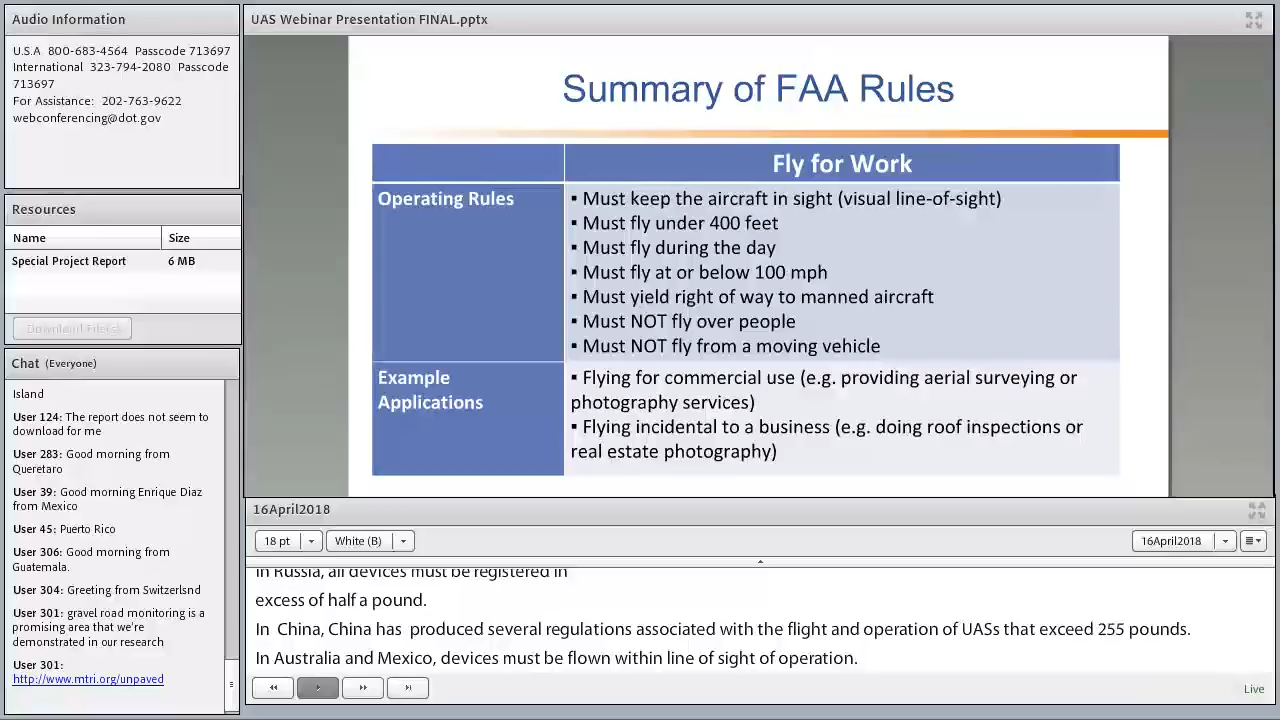 Audio Information
U.S.A 800-683-4564 Passcode 713697
International 323-794-2080 Passcode
713697
For Assistance: 202-763-9622
webconferencing@dot.gov
Resources
Name Size
Special Project Report 6 MB
Download File(s)
Chat (Everyone)
Island
User 124: The report does not seem to
download for me
User 283: Good morning from
Queretaro
User 39: Good morning Enrique Diaz
from Mexico
User 45: Puerto Rico
User 306: Good morning from
Guatemala.
User 304: Greeting from Switzerlsnd
User 301: gravel road monitoring is a
promising area that we're
demonstrated in our research
User 301:
http://www.mtri.org/unpaved
UAS Webinar Presentation FINAL.pptx
Summary of FAA Rules
Fly for Work
Operating Rules
▪ Must keep the aircraft in sight (visual line-of-sight)
▪ Must fly under 400 feet
▪ Must fly during the day
▪ Must fly at or below 100 mph
▪ Must yield right of way to manned aircraft
▪ Must NOT fly over people
▪ Must NOT fly from a moving vehicle
Example
Applications
▪ Flying for commercial use (e.g. providing aerial surveying or
photography services)
▪ Flying incidental to a business (e.g. doing roof inspections or
real estate photography)
16April2018
18 pt White (B) 16April2018
In Russia, all devices must be registered in
excess of half a pound.
In China, China has produced several regulations associated with the flight and operation of UASs that exceed 255 pounds.
In Australia and Mexico, devices must be flown within line of sight of operation.
Live